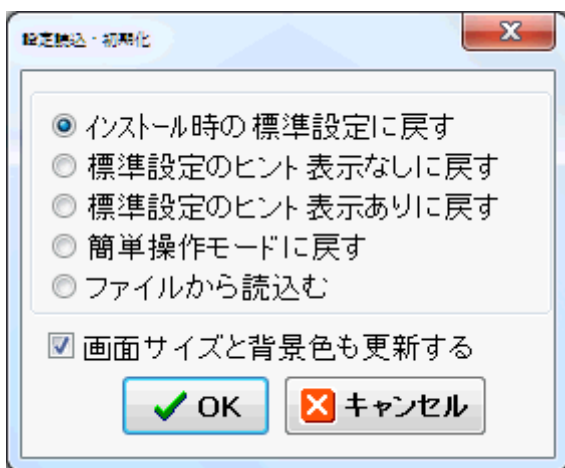 設定読込・初期化
インストール時の標準設定に戻す
標準設定のヒント表示なしに戻す
標準設定のヒント表示ありに戻す
簡単操作モードに戻す
ファイルから読込む
画面サイズと背景色も更新する
OK キャンセル